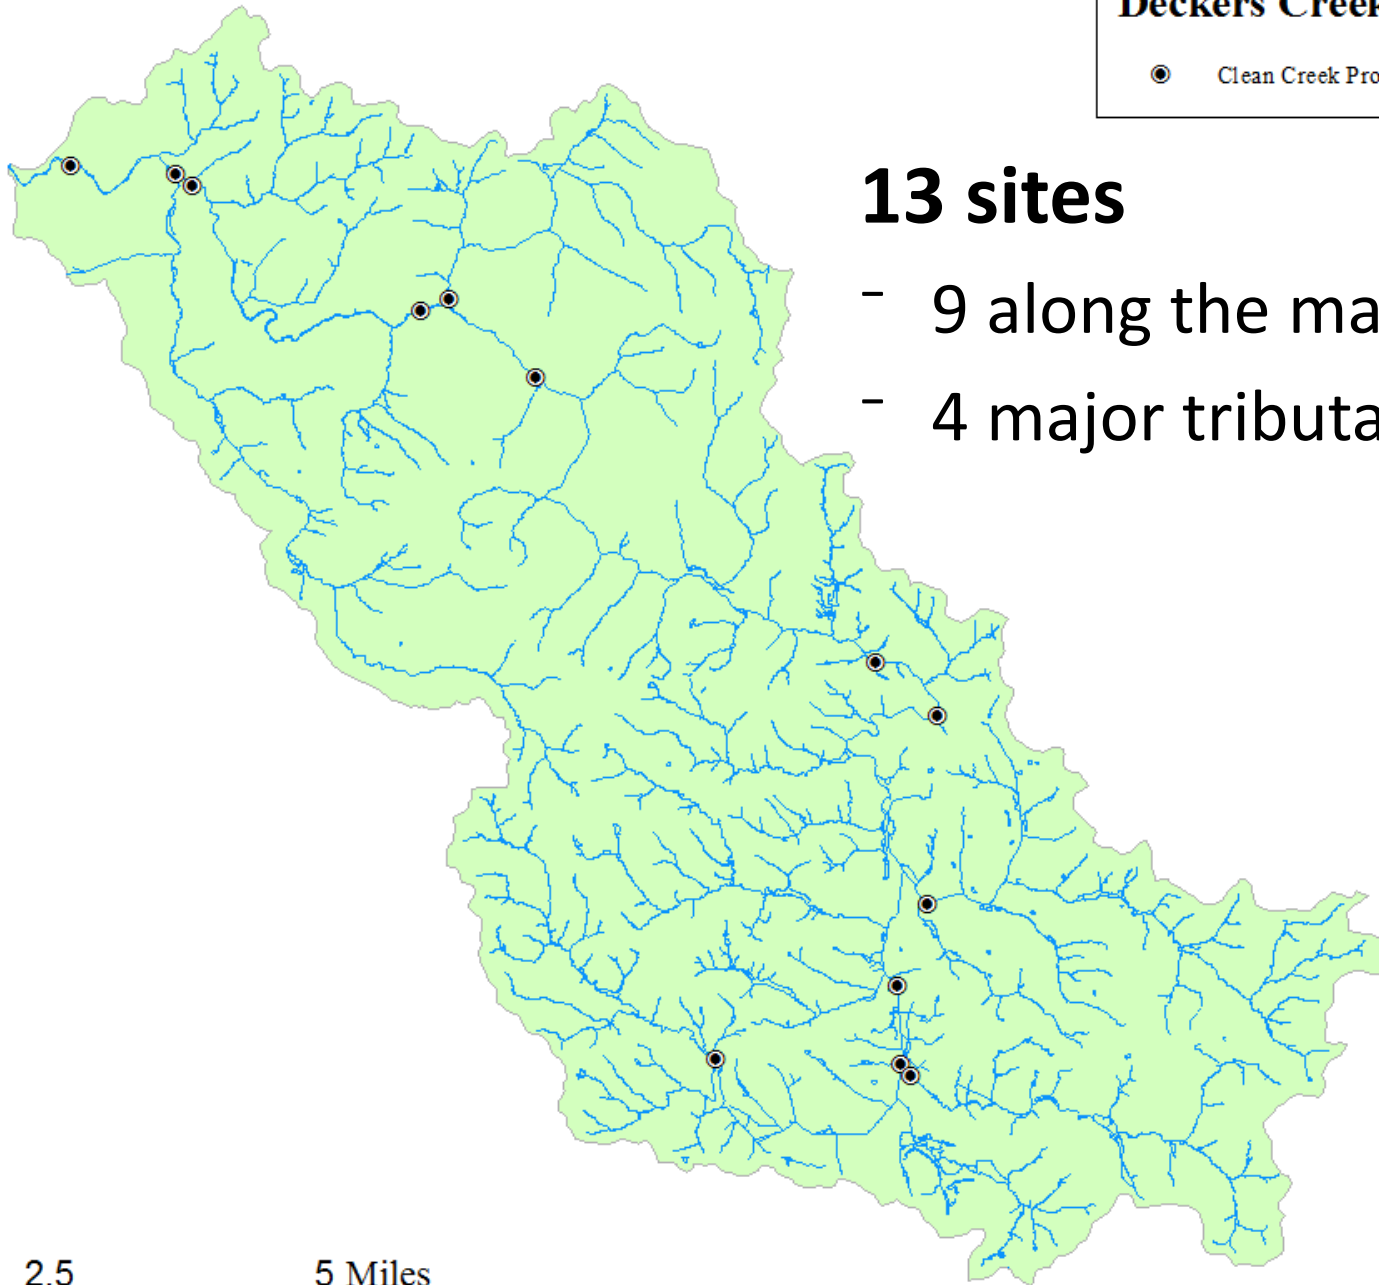 Deckers Creek
Clean Creek Pro
13 sites
- 9 along the ma
- 4 major tributa
2.5 5 Miles